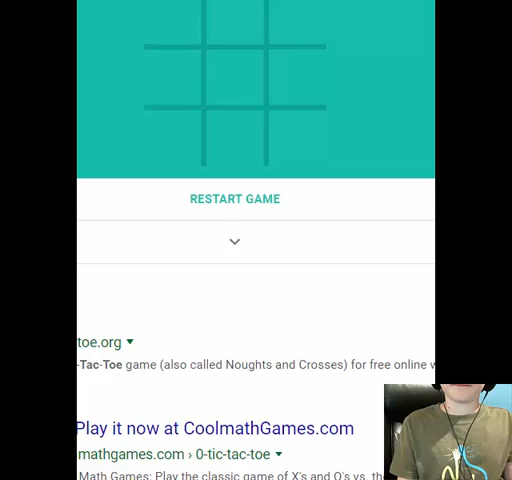 RESTART GAME
toe.org
-Tac-Toe game (also called Noughts and Crosses) for free online w
Play it now at CoolmathGames.com
mathgames.com › 0-tic-tac-toe
Math Games: Play the classic game of X's and O's vs. the